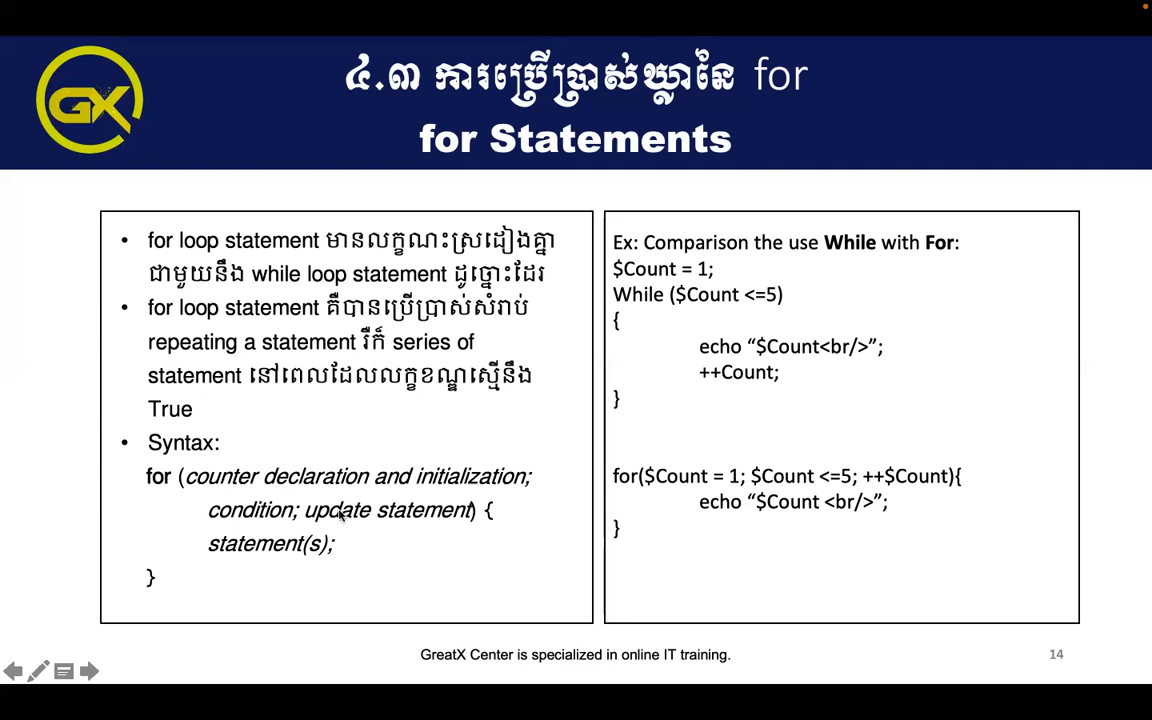 GX
៤.៣ ការប្រើប្រាស់ឃ្លានៃ for
for Statements
• for loop statement មានលក្ខណះស្រដៀងគ្នា
ជាមួយនឹង while loop statement ដូច្នោះដែរ
• for loop statement គឺបានប្រើប្រាស់សំរាប់
repeating a statement រឺក៏ series of
statement នៅពេលដែលលក្ខខណ្ឌស្មើនឹង
True
• Syntax:
for (counter declaration and initialization;
condition; update statement) {
statement(s);
}
Ex: Comparison the use While with For:
$Count = 1;
While ($Count <=5)
{
echo “$Count<br/>”;
++Count;
}
for($Count = 1; $Count <=5; ++$Count){
echo “$Count <br/>”;
}
GreatX Center is specialized in online IT training.
14